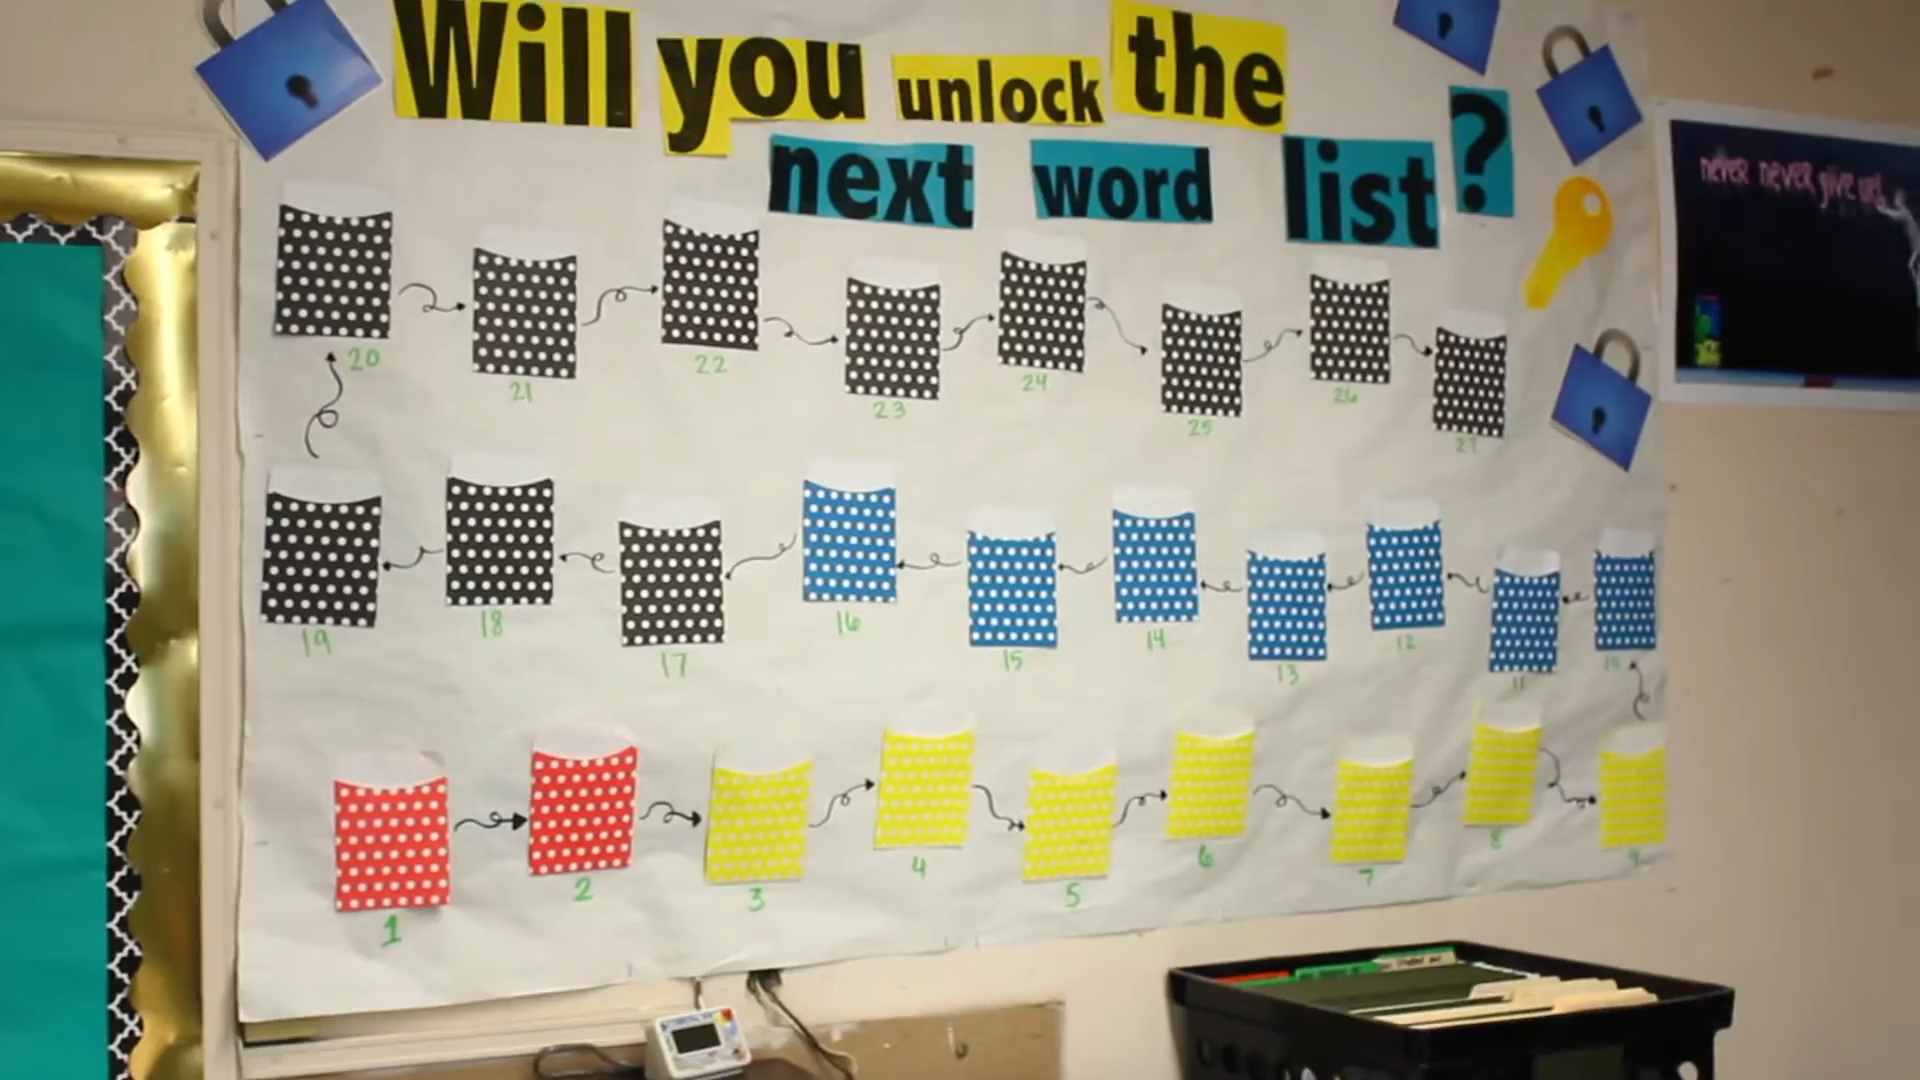 Will you unlock the
next word list?
never never give up!
20 21 22 23 24 25 26 27
19 18 17 16 15 14 13 12 11 10
1 2 3 4 5 6 7 8 9